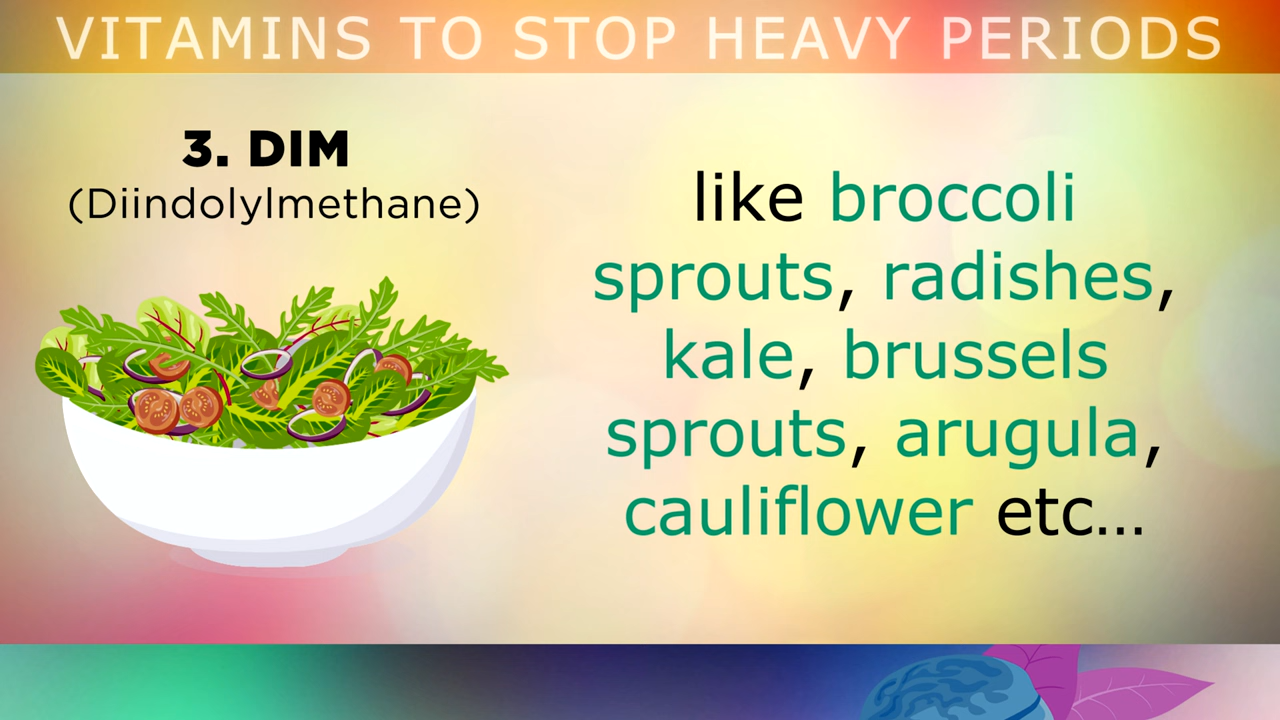 VITAMINS TO STOP HEAVY PERIODS
3. DIM
(Diindolylmethane)
like broccoli
sprouts, radishes,
kale, brussels
sprouts, arugula,
cauliflower etc...